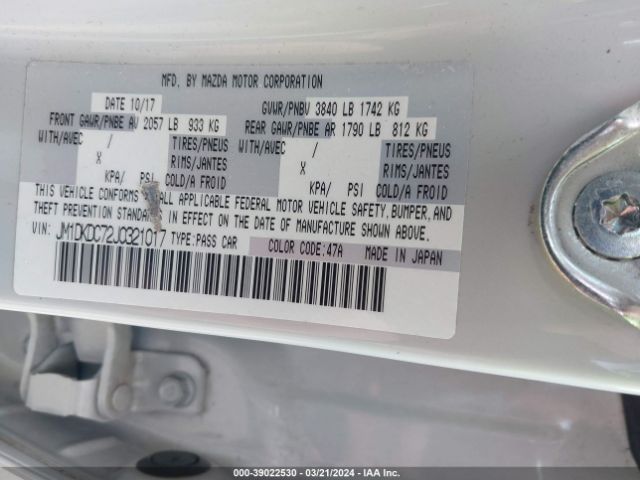 MFD. BY MAZDA MOTOR CORPORATION
DATE 10/17 GVWR/PNBV 3840 LB 1742 KG
FRONT GAWR/PNBE AV 2057 LB 933 KG REAR GAWR/PNBE AR 1790 LB 812 KG
WITH/AVEC / TIRES/PNEUS WITH/AVEC / TIRES/PNEUS
X RIMS/JANTES X RIMS/JANTES
KPA/ PSI COLD/A FROID KPA/ PSI COLD/A FROID
THIS VEHICLE CONFORMS ALL APPLICABLE FEDERAL MOTOR VEHICLE SAFETY, BUMPER, AND
THEFT PREVENTION IN EFFECT ON THE DATE OF MANUFACTURE SHOWN ABOVE.
VIN: JM1DKDC72J0321017 TYPE:PASS CAR COLOR CODE:47A MADE IN JAPAN
000-39022530 - 03/21/2024 - IAA Inc.